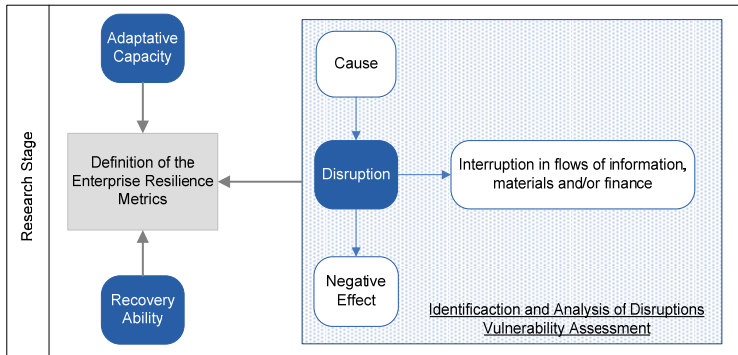 Research Stage
Adaptative
Capacity
Definition of the
Enterprise Resilience
Metrics
Recovery
Ability
Cause
Disruption
Interruption in flows of information,
materials and/or finance
Negative
Effect
Identificaction and Analysis of Disruptions
Vulnerability Assessment